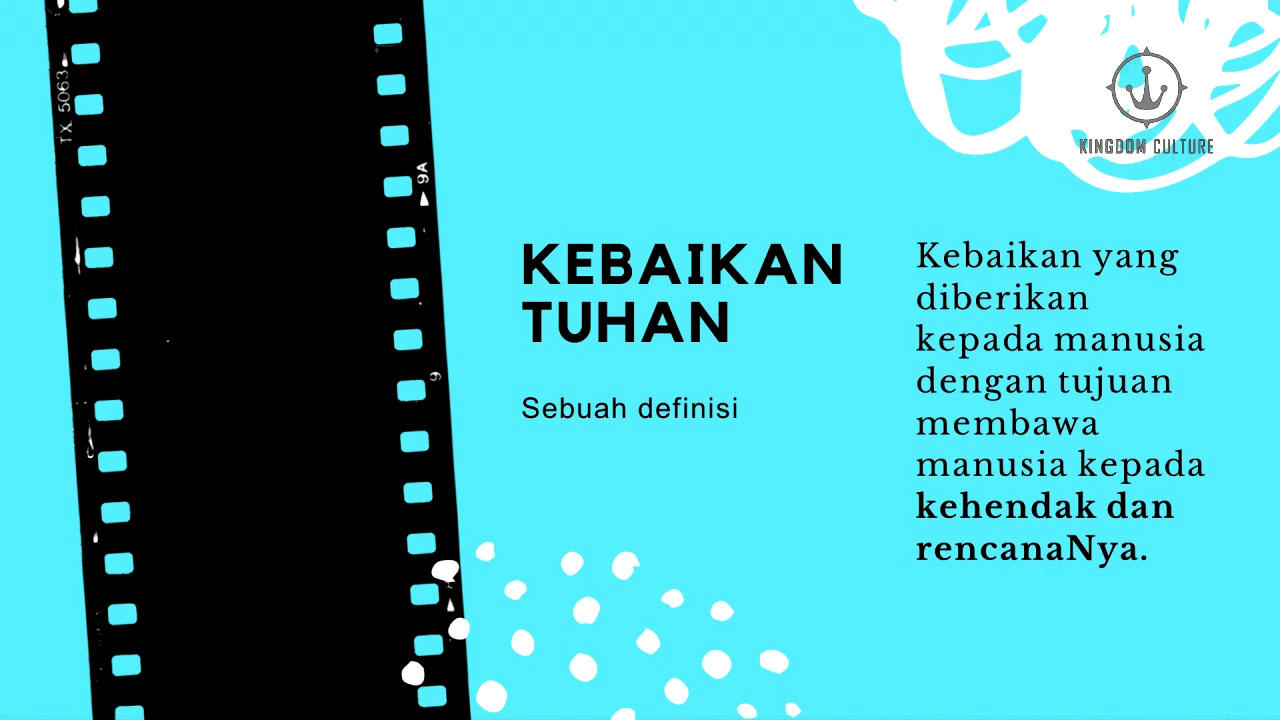 TX 5063
9A
9
KINGDOM CULTURE
KEBAIKAN
TUHAN
Sebuah definisi
Kebaikan yang
diberikan
kepada manusia
dengan tujuan
membawa
manusia kepada
kehendak dan
rencanaNya.